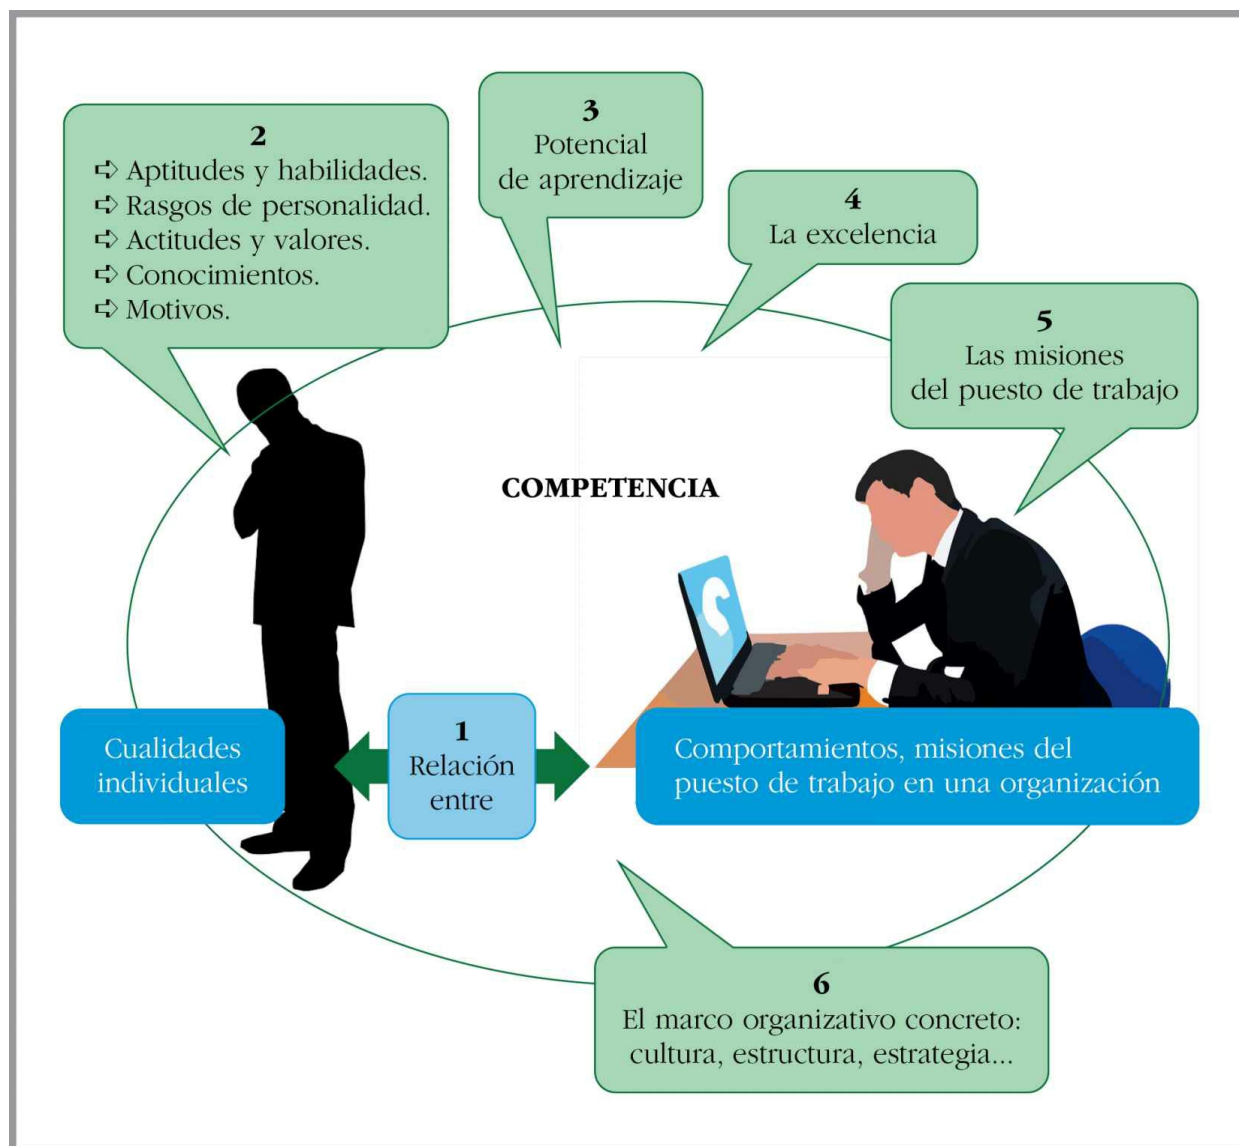 2
➪ Aptitudes y habilidades.
➪ Rasgos de personalidad.
➪ Actitudes y valores.
➪ Conocimientos.
➪ Motivos.
3
Potencial
de aprendizaje
4
La excelencia
5
Las misiones
del puesto de trabajo
COMPETENCIA
Cualidades
individuales
1
Relación
entre
Comportamientos, misiones del
puesto de trabajo en una organización
6
El marco organizativo concreto:
cultura, estructura, estrategia...